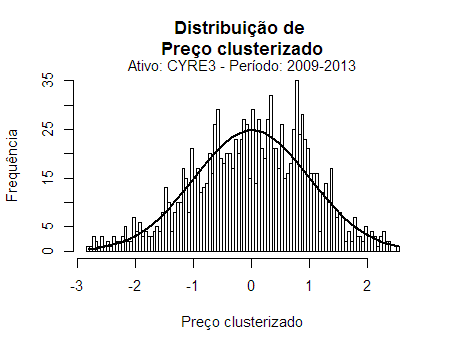 Distribuição de
Preço clusterizado
Ativo: CYRE3 - Período: 2009-2013
Frequência
35
25
15
5
0
-3 -2 -1 0 1 2
Preço clusterizado